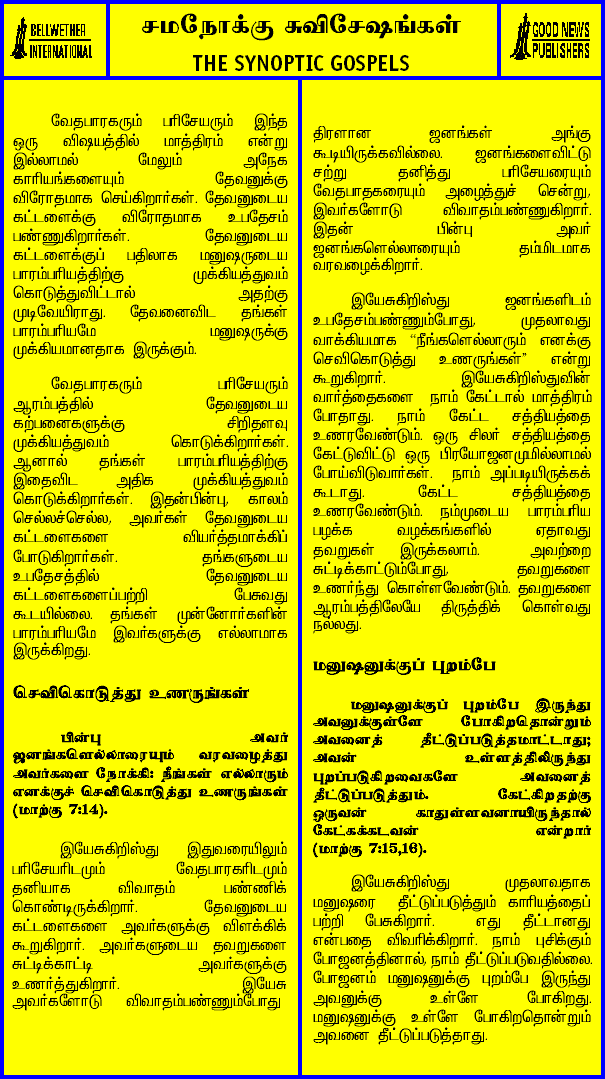 BELLWETHER
INTERNATIONAL
சமநோக்கு சுவிசேஷங்கள்
THE SYNOPTIC GOSPELS
GOOD NEWS
PUBLISHERS
வேதபாரகரும் பரிசேயரும் இந்த
ஒரு விஷயத்தில் மாத்திரம் என்று
இல்லாமல் மேலும் அநேக
காரியங்களையும் தேவனுக்கு
விரோதமாக செய்கிறார்கள். தேவனுடைய
கட்டளைக்கு விரோதமாக உபதேசம்
பண்ணுகிறார்கள். தேவனுடைய
கட்டளைக்குப் பதிலாக மனுஷருடைய
பாரம்பரியத்திற்கு முக்கியத்துவம்
கொடுத்துவிட்டால் அதற்கு
முடிவேயிராது. தேவனைவிட தங்கள்
பாரம்பரியமே மனுஷருக்கு
முக்கியமானதாக இருக்கும்.
வேதபாரகரும் பரிசேயரும்
ஆரம்பத்தில் தேவனுடைய
கற்பனைகளுக்கு சிறிதளவு
முக்கியத்துவம் கொடுக்கிறார்கள்.
ஆனால் தங்கள் பாரம்பரியத்திற்கு
இதைவிட அதிக முக்கியத்துவம்
கொடுக்கிறார்கள். இதன்பின்பு, காலம்
செல்லச்செல்ல, அவர்கள் தேவனுடைய
கட்டளைகளை வியர்த்தமாக்கிப்
போடுகிறார்கள். தங்களுடைய
உபதேசத்தில் தேவனுடைய
கட்டளைகளைப்பற்றி பேசுவது
கூடயில்லை. தங்கள் முன்னோர்களின்
பாரம்பரியமே இவர்களுக்கு எல்லாமாக
இருக்கிறது.
செவிகொடுத்து உணருங்கள்
பின்பு அவர்
ஜனங்களெல்லாரையும் வரவழைத்து
அவர்களை நோக்கி: நீங்கள் எல்லாரும்
எனக்குச் செவிகொடுத்து உணருங்கள்
(மாற்கு 7:14).
இயேசுகிறிஸ்து இதுவரையிலும்
பரிசேயரிடமும் வேதபாரகரிடமும்
தனியாக விவாதம் பண்ணிக்
கொண்டிருக்கிறார். தேவனுடைய
கட்டளைகளை அவர்களுக்கு விளக்கிக்
கூறுகிறார். அவர்களுடைய தவறுகளை
சுட்டிக்காட்டி அவர்களுக்கு
உணர்த்துகிறார். இயேசு
அவர்களோடு விவாதம்பண்ணும்போது
திரளான ஜனங்கள் அங்கு
கூடியிருக்கவில்லை. ஜனங்களைவிட்டு
சற்று தனித்து பரிசேயரையும்
வேதபாதகரையும் அழைத்துச் சென்று,
இவர்களோடு விவாதம்பண்ணுகிறார்.
இதன் பின்பு அவர்
ஜனங்களெல்லாரையும் தம்மிடமாக
வரவழைக்கிறார்.
இயேசுகிறிஸ்து ஜனங்களிடம்
உபதேசம்பண்ணும்போது, முதலாவது
வாக்கியமாக “நீங்களெல்லாரும் எனக்கு
செவிகொடுத்து உணருங்கள்” என்று
கூறுகிறார். இயேசுகிறிஸ்துவின்
வார்த்தைகளை நாம் கேட்டால் மாத்திரம்
போதாது. நாம் கேட்ட சத்தியத்தை
உணரவேண்டும். ஒரு சிலர் சத்தியத்தை
கேட்டுவிட்டு ஒரு பிரயோஜனமுமில்லாமல்
போய்விடுவார்கள். நாம் அப்படியிருக்கக்
கூடாது. கேட்ட சத்தியத்தை
உணரவேண்டும். நம்முடைய பாரம்பரிய
பழக்க வழக்கங்களில் ஏதாவது
தவறுகள் இருக்கலாம். அவற்றை
சுட்டிக்காட்டும்போது, தவறுகளை
உணர்ந்து கொள்ளவேண்டும். தவறுகளை
ஆரம்பத்திலேயே திருத்திக் கொள்வது
நல்லது.
மனுஷனுக்குப் புறம்பே
மனுஷனுக்குப் புறம்பே இருந்து
அவனுக்குள்ளே போகிறதொன்றும்
அவனைத் தீட்டுப்படுத்தமாட்டாது;
அவன் உள்ளத்திலிருந்து
புறப்படுகிறவைகளே அவனைத்
தீட்டுப்படுத்தும். கேட்கிறதற்கு
ஒருவன் காதுள்ளவனாயிருந்தால்
கேட்கக்கடவன் என்றார்
(மாற்கு 7:15,16).
இயேசுகிறிஸ்து முதலாவதாக
மனுஷரை தீட்டுப்படுத்தும் காரியத்தைப்
பற்றி பேசுகிறார். எது தீட்டானது
என்பதை விவரிக்கிறார். நாம் புசிக்கும்
போஜனத்தினால், நாம் தீட்டுப்படுவதில்லை.
போஜனம் மனுஷனுக்கு புறம்பே இருந்து
அவனுக்கு உள்ளே போகிறது.
மனுஷனுக்கு உள்ளே போகிறதொன்றும்
அவனை தீட்டுப்படுத்தாது.